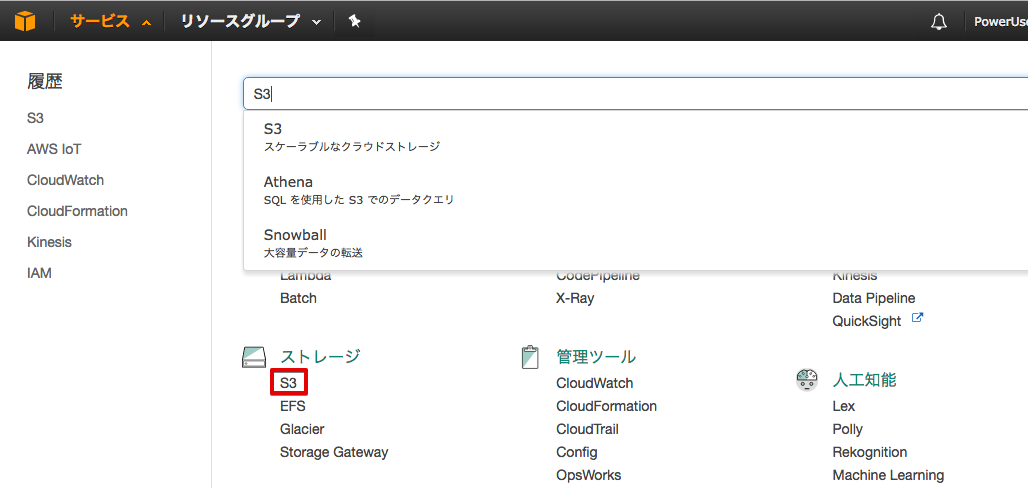 サービス リソースグループ PowerUse
履歴
S3
AWS IoT
CloudWatch
CloudFormation
Kinesis
IAM
S3
S3
スケーラブルなクラウドストレージ
Athena
SQL を使用した S3 でのデータクエリ
Snowball
大容量データの転送
Lambda
Batch
CodePipeline
X-Ray
Kinesis
Data Pipeline
QuickSight
ストレージ
S3
EFS
Glacier
Storage Gateway
管理ツール
CloudWatch
CloudFormation
CloudTrail
Config
OpsWorks
人工知能
Lex
Polly
Rekognition
Machine Learning